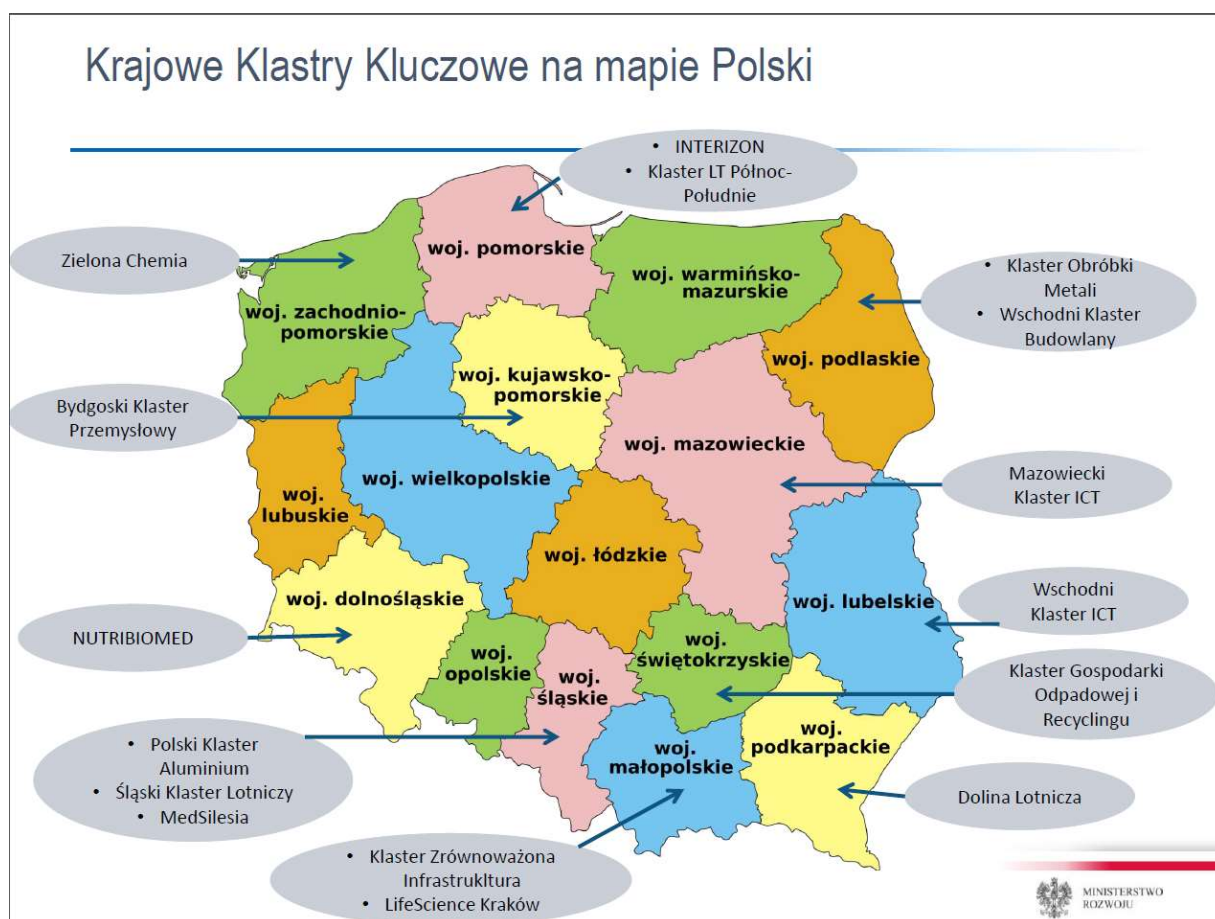 Krajowe Klastry Kluczowe na mapie Polski
• INTERIZON
• Klaster LT Północ-
Południe
Zielona Chemia
woj. pomorskie
woj. warmińsko-
mazurskie
• Klaster Obróbki
Metali
• Wschodni Klaster
Budowlany
woj. zachodnio-
pomorskie
woj. podlaskie
Bydgoski Klaster
Przemysłowy
woj. kujawsko-
pomorskie
woj. mazowieckie
woj. wielkopolskie
Mazowiecki
Klaster ICT
woj.
lubuskie
woj. łódzkie
woj. dolnośląskie
woj. lubelskie
Wschodni
Klaster ICT
NUTRIBIOMED
woj.
opolskie
woj.
śląskie
woj.
świętokrzyskie
Klaster Gospodarki
Odpadowej i
Recyclingu
• Polski Klaster
Aluminium
• Śląski Klaster Lotniczy
• MedSilesia
woj.
małopolskie
woj.
podkarpackie
Dolina Lotnicza
• Klaster Zrównoważona
Infrastrukltura
• LifeScience Kraków
MINISTERSTWO
ROZWOJU